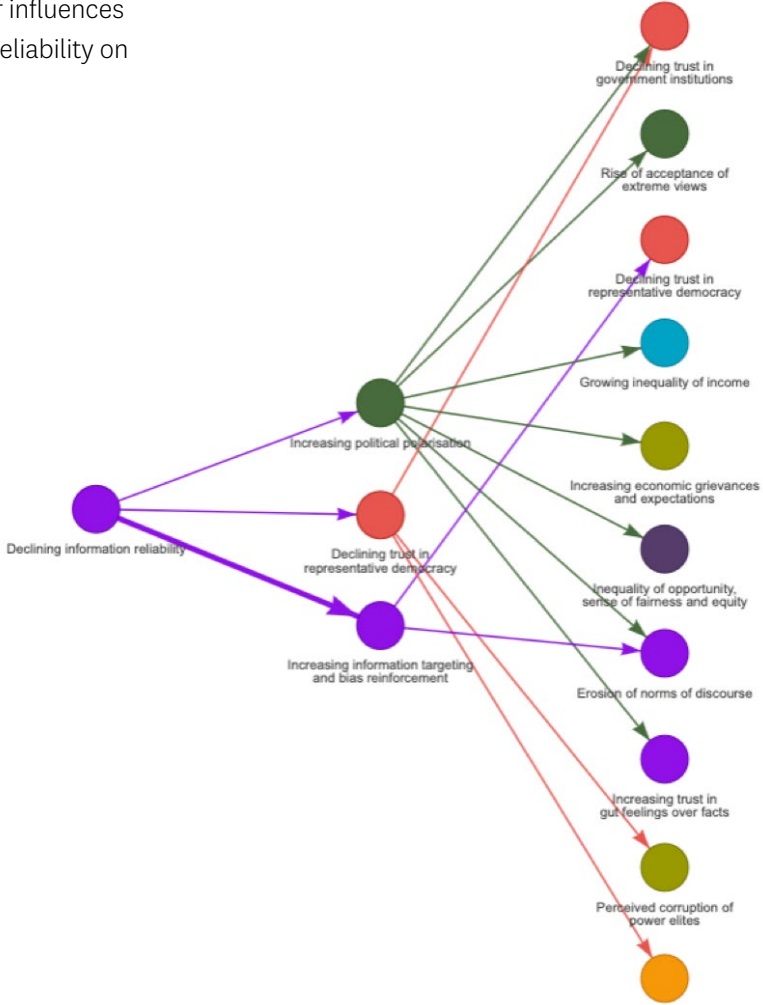 influences
eliability on
Declining trust in
government institutions
Rise of acceptance of
extreme views
Declining trust in
representative democracy
Growing inequality of income
Increasing political polarisation
Increasing economic grievances
and expectations
Declining information reliability
Declining trust in
representative democracy
Inequality of opportunity,
sense of fairness and equity
Increasing information targeting
and bias reinforcement
Erosion of norms of discourse
Increasing trust in
gut feelings over facts
Perceived corruption of
power elites